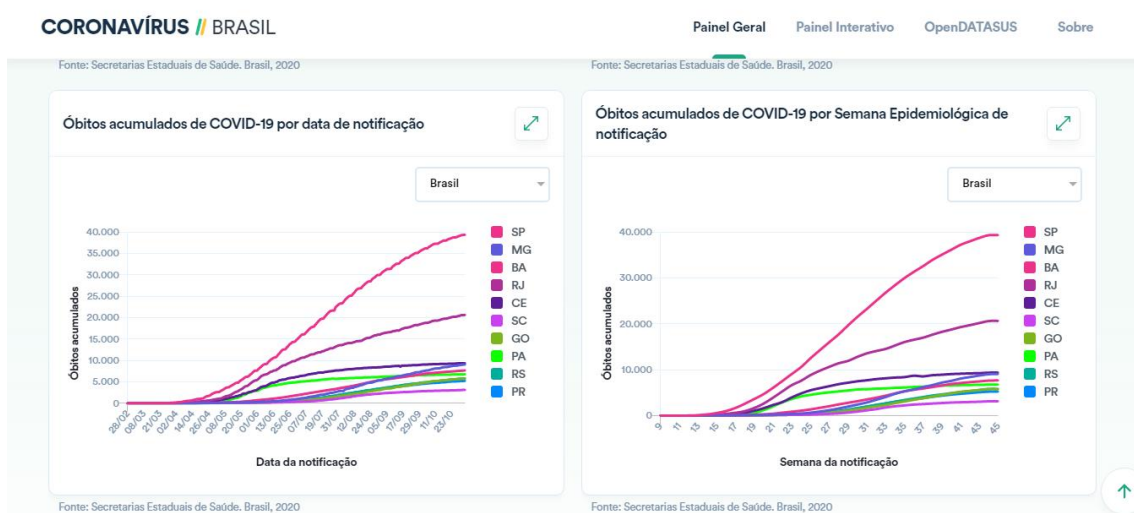 CORONAVÍRUS // BRASIL
Painel Geral
Painel Interativo
OpenDATASUS
Sobre
Fonte: Secretarias Estaduais de Saúde. Brasil, 2020
Fonte: Secretarias Estaduais de Saúde. Brasil, 2020
Óbitos acumulados de COVID-19 por data de notificação
Brasil
Óbitos acumulados
40.000
35.000
30.000
25.000
20.000
15.000
10.000
5.000
0
28/02
08/03
21/03
02/04
14/04
26/04
08/05
20/05
01/06
13/06
25/06
07/07
19/07
31/07
12/08
24/08
05/09
17/09
29/09
11/10
23/10
Data da notificação
SP
MG
BA
RJ
CE
SC
GO
PA
RS
PR
Fonte: Secretarias Estaduais de Saúde. Brasil, 2020
Óbitos acumulados de COVID-19 por Semana Epidemiológica de
notificação
Brasil
Óbitos acumulados
40.000
30.000
20.000
10.000
0
9
11
13
15
17
19
21
23
25
27
29
31
33
35
37
39
41
43
45
Semana da notificação
SP
MG
BA
RJ
CE
SC
GO
PA
RS
PR
Fonte: Secretarias Estaduais de Saúde. Brasil, 2020